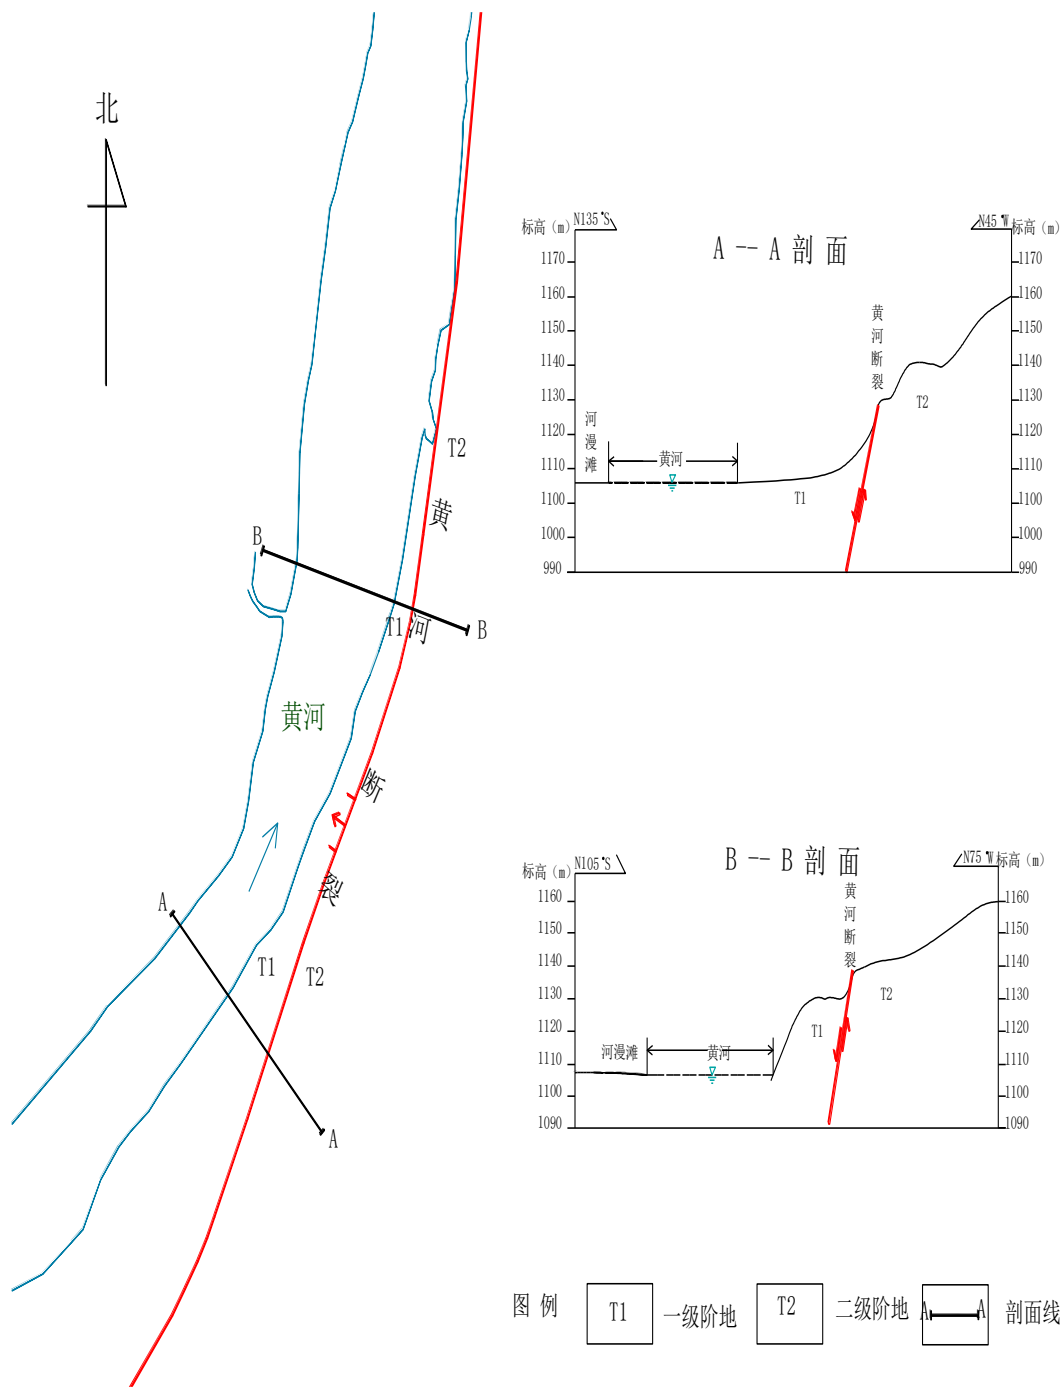 北
T2
黄
B
B
T1
河
黄河
断
裂
A
T1
T2
A
A -- A 剖 面
标高(m)
N135°S
N45°W
标高(m)
1170
1160
1150
1140
1130
1120
1110
1100
1000
990
1170
1160
1150
1140
1130
1120
1110
1100
1000
990
河漫滩
黄河
T1
黄河断裂
T2
B -- B 剖 面
标高(m)
N105°S
N75°W
标高(m)
1160
1150
1140
1130
1120
1110
1100
1090
1160
1150
1140
1130
1120
1110
1100
1090
河漫滩
黄河
T1
黄河断裂
T2
图 例
T1
一级阶地
T2
二级阶地
A
A
剖面线